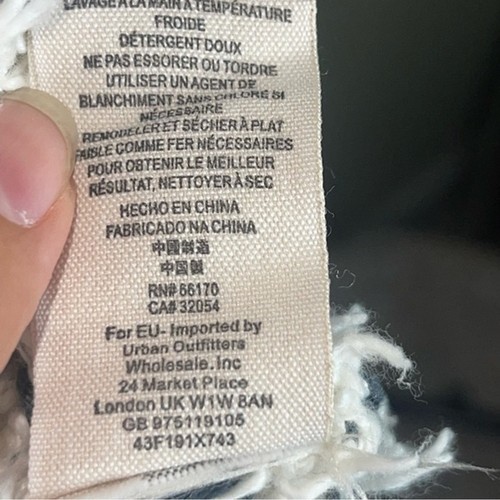 LAVAGE A LA MAIN À TEMPÉRATURE
FROIDE
DÉTERGENT DOUX
NE PAS ESSORER OU TORDRE
UTILISER UN AGENT DE
BLANCHIMENT SANS CHLORE SI
NÉCESSAIRE
REMODELER ET SÉCHER À PLAT
FAIBLE COMME FER NÉCESSAIRES
POUR OBTENIR LE MEILLEUR
RÉSULTAT, NETTOYER À SEC
HECHO EN CHINA
FABRICADO NA CHINA
中國製造
中国製
RN# 66170
CA# 32054
For EU- Imported by
Urban Outfitters
Wholesale. Inc
24 Market Place
London UK W1W 8AN
GB 975119105
43F191X743